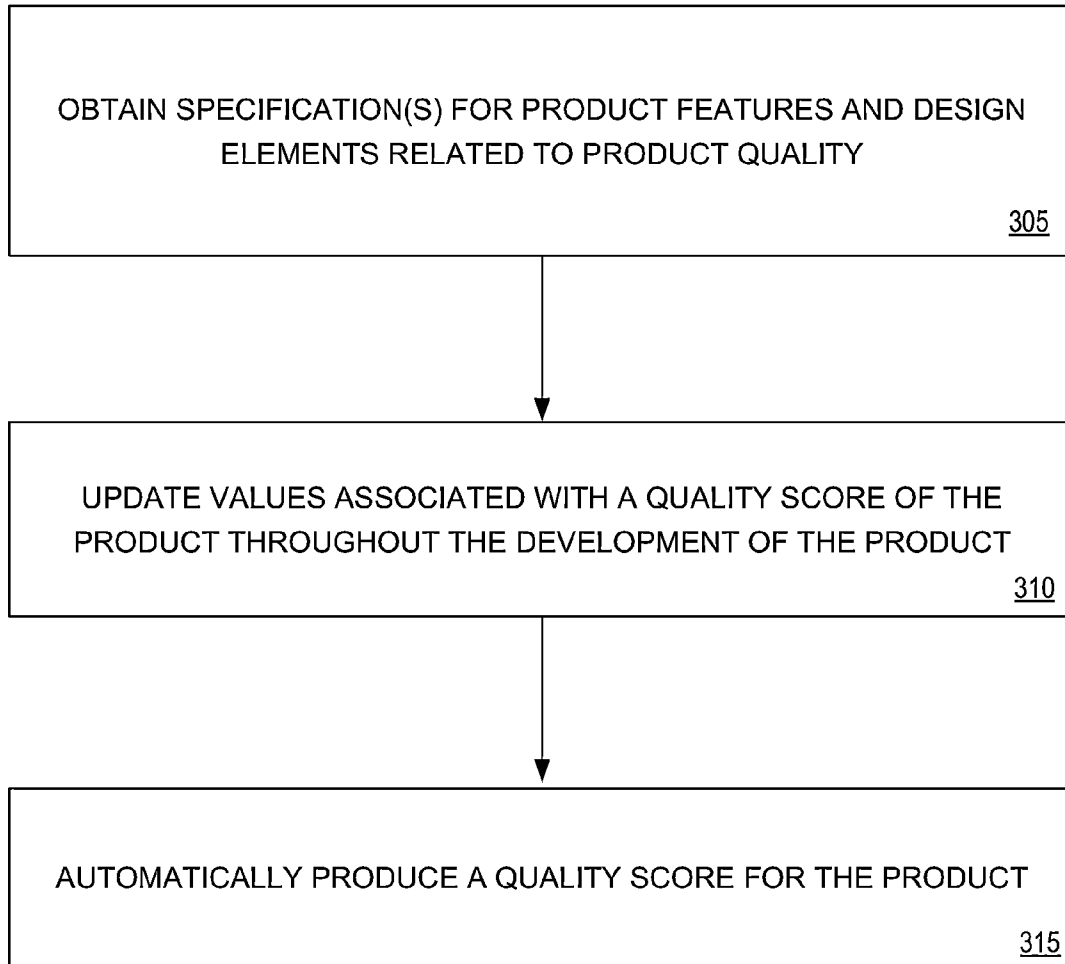 OBTAIN SPECIFICATION(S) FOR PRODUCT FEATURES AND DESIGN
ELEMENTS RELATED TO PRODUCT QUALITY
305
UPDATE VALUES ASSOCIATED WITH A QUALITY SCORE OF THE
PRODUCT THROUGHOUT THE DEVELOPMENT OF THE PRODUCT
310
AUTOMATICALLY PRODUCE A QUALITY SCORE FOR THE PRODUCT
315